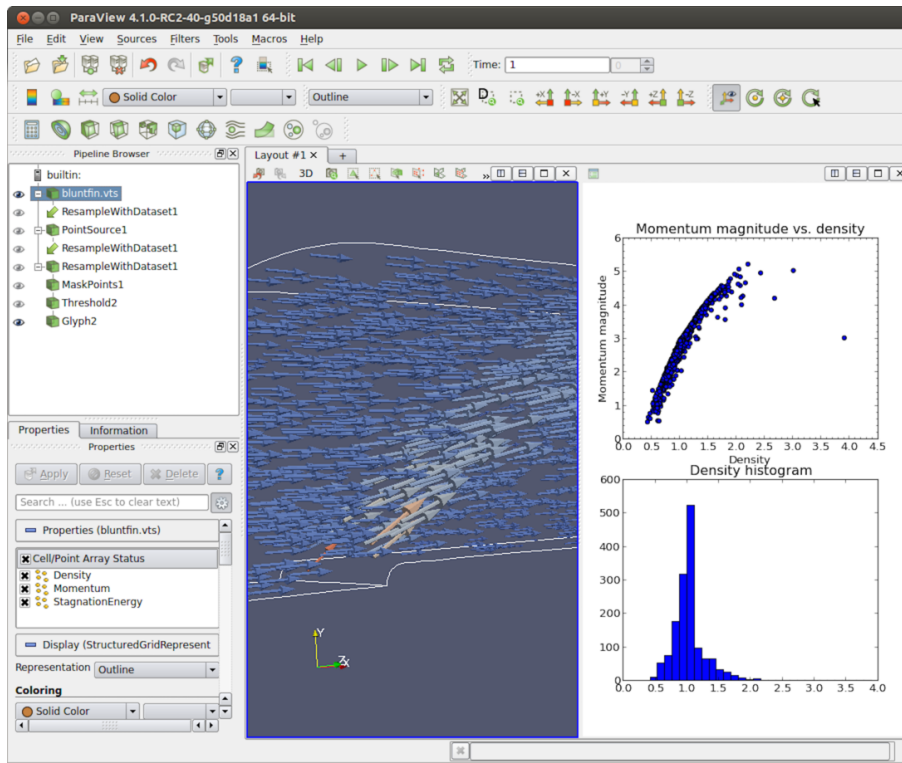 ParaView 4.1.0-RC2-40-g50d18a1 64-bit
File Edit View Sources Filters Tools Macros Help
Time: 1 0
Solid Color Outline +X -X +Y -Y +Z -Z
Pipeline Browser
builtin:
bluntfin.vts
ResampleWithDataset1
PointSource1
ResampleWithDataset1
ResampleWithDataset1
MaskPoints1
Threshold2
Glyph2
Properties Information
Properties
Apply Reset Delete ?
Search ... (use Esc to clear text)
Properties (bluntfin.vts)
Cell/Point Array Status
Density
Momentum
StagnationEnergy
Display (StructuredGridRepresent
Representation Outline
Coloring
Solid Color
Layout #1 × +
3D »
Y
Z
X
Momentum magnitude vs. density
Momentum magnitude
6
5
4
3
2
1
0
0.0 0.5 1.0 1.5 2.0 2.5 3.0 3.5 4.0 4.5
Density
Density histogram
600
500
400
300
200
100
0
0.0 0.5 1.0 1.5 2.0 2.5 3.0 3.5 4.0